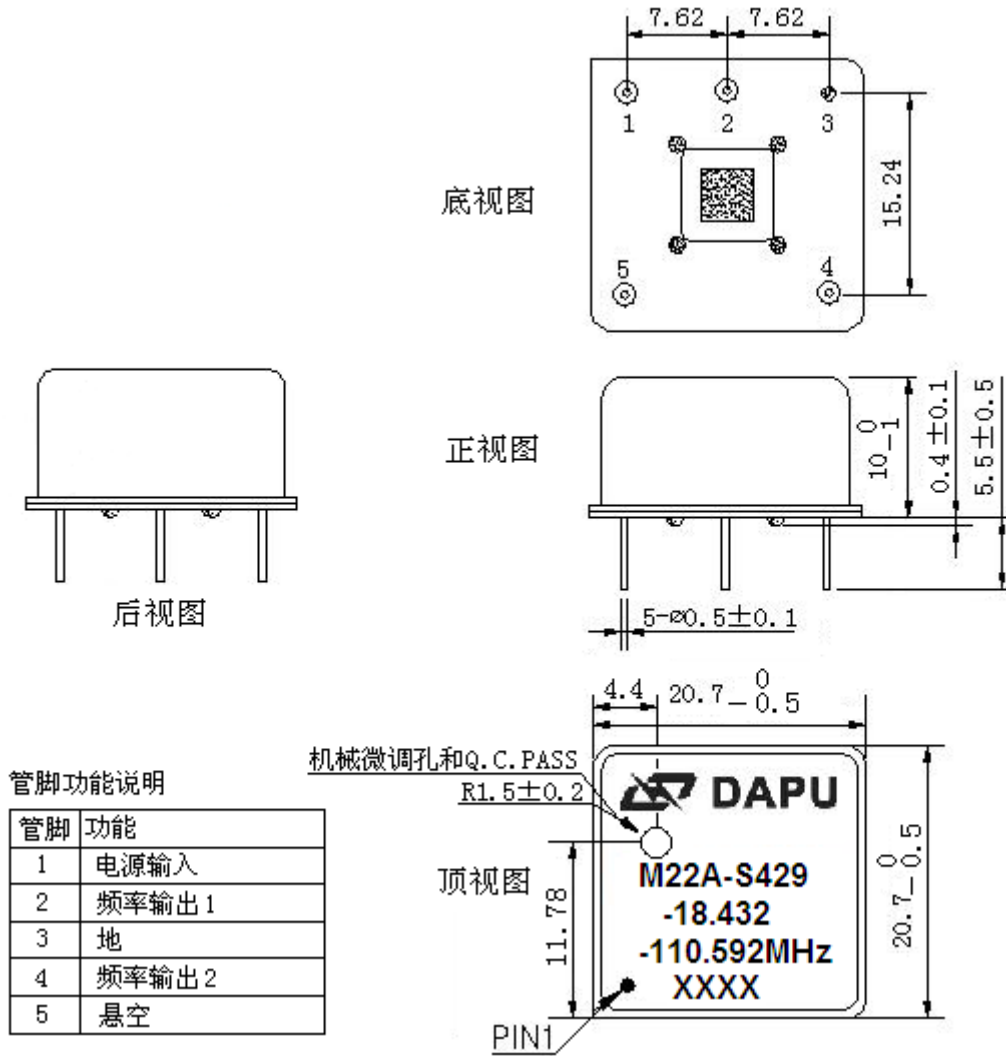 7.62 7.62
1 2 3
15.24
底视图
5 4
正视图
10 0 -1
0.4±0.1
5.5±0.5
后视图
5-⌀0.5±0.1
4.4 20.7 0 -0.5
机械微调孔和Q.C.PASS
R1.5±0.2
DAPU
M22A-S429
-18.432
-110.592MHz
XXXX
顶视图
11.78
20.7 0 -0.5
PIN1
管脚功能说明
管脚 功能
1 电源输入
2 频率输出1
3 地
4 频率输出2
5 悬空